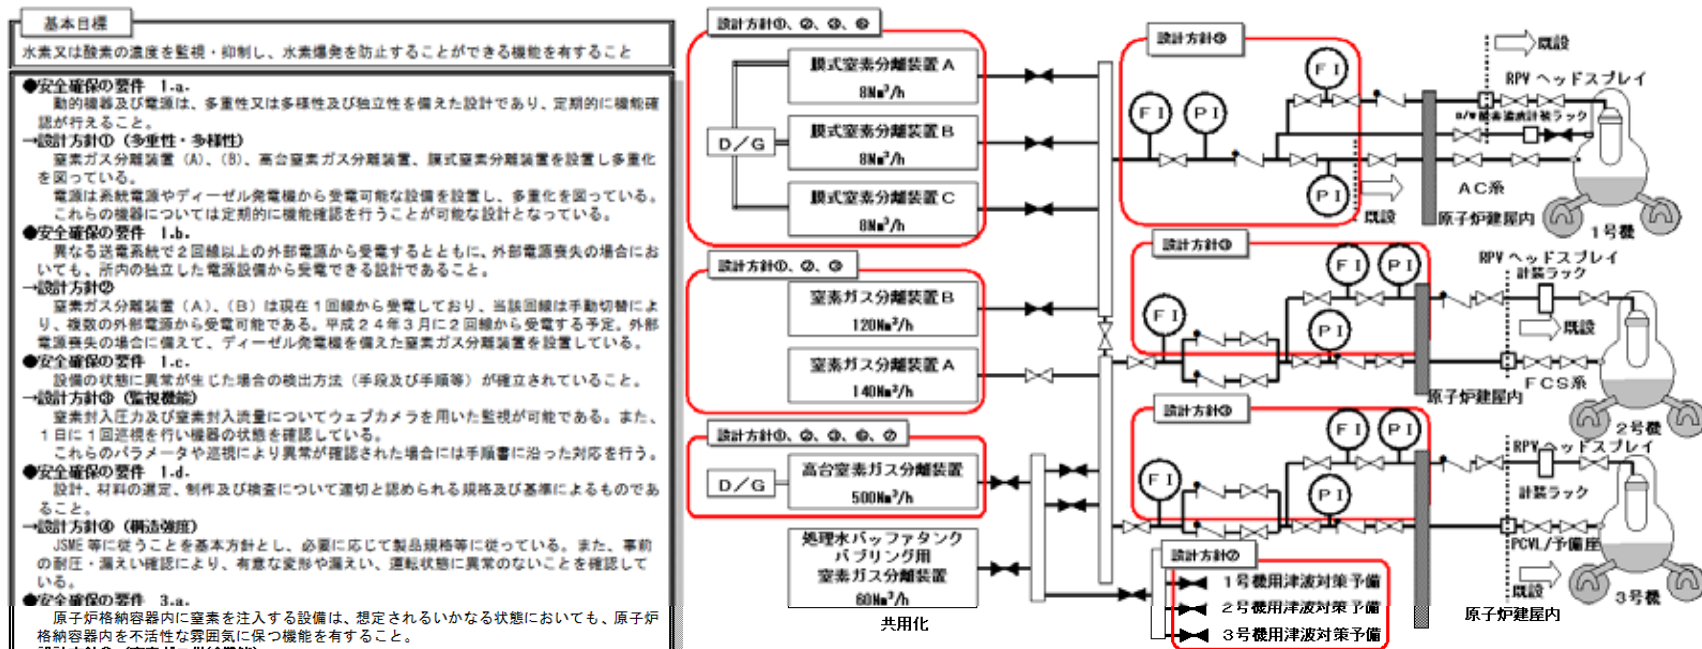 基本目標
水素又は酸素の濃度を監視・抑制し、水素爆発を防止することができる機能を有すること
●安全確保の要件 1.a.
動的機器及び電源は、多重性又は多様性及び独立性を備えた設計であり、定期的に機能確
認が行えること。
→設計方針① (多重性・多様性)
窒素ガス分離装置 (A)、(B)、高台窒素ガス分離装置、膜式窒素分離装置を設置し多重化
を図っている。
電源は系統電源やディーゼル発電機から受電可能な設備を設置し、多重化を図っている。
これらの機器については定期的に機能確認を行うことが可能な設計となっている。
●安全確保の要件 1.b.
異なる送電系統で2回線以上の外部電源から受電するとともに、外部電源喪失の場合にお
いても、所内の独立した電源設備から受電できる設計であること。
→設計方針②
窒素ガス分離装置 (A)、(B) は現在1回線から受電しており、当該回線は手動切替によ
り、複数の外部電源から受電可能である。平成24年3月に2回線から受電する予定。外部
電源喪失の場合に備えて、ディーゼル発電機を備えた窒素ガス分離装置を設置している。
●安全確保の要件 1.c.
設備の状態に異常が生じた場合の検出方法 (手段及び手順等) が確立されていること。
→設計方針③ (監視機能)
窒素封入圧力及び窒素封入流量についてウェブカメラを用いた監視が可能である。また、
1日に1回巡視を行い機器の状態を確認している。
これらのパラメータや巡視により異常が確認された場合には手順書に沿った対応を行う。
●安全確保の要件 1.d.
設計、材料の選定、制作及び検査について適切と認められる規格及び基準によるものであ
ること。
→設計方針④ (構造強度)
JSME 等に従うことを基本方針とし、必要に応じて製品規格等に従っている。また、事前
の耐圧・漏えい確認により、有意な変形や漏えい、運転状態に異常のないことを確認して
いる。
●安全確保の要件 3.a.
原子炉格納容器内に窒素を注入する設備は、想定されるいかなる状態においても、原子炉
格納容器内を不活性な雰囲気に保つ機能を有すること。
設計方針①、②、③、⑥
膜式窒素分離装置A
8Nm³/h
D/G
膜式窒素分離装置B
8Nm³/h
膜式窒素分離装置C
8Nm³/h
設計方針①、②、③
窒素ガス分離装置B
120Nm³/h
窒素ガス分離装置A
140Nm³/h
設計方針①、②、③、⑥、⑦
D/G
高台窒素ガス分離装置
500Nm³/h
処理水バッファタンク
バブリング用
窒素ガス分離装置
60Nm³/h
共用化
設計方針③
FI
FI
PI
PI
既設
既設
RPV ヘッドスプレイ
D/W酸素濃度計装ラック
AC系
原子炉建屋内
1号機
設計方針③
FI
FI
PI
PI
RPV ヘッドスプレイ
計装ラック
既設
FCS系
原子炉建屋内
2号機
設計方針③
FI
FI
PI
PI
RPV ヘッドスプレイ
計装ラック
PCVL/予備座
既設
3号機
原子炉建屋内
設計方針⑦
1号機用津波対策予備
2号機用津波対策予備
3号機用津波対策予備